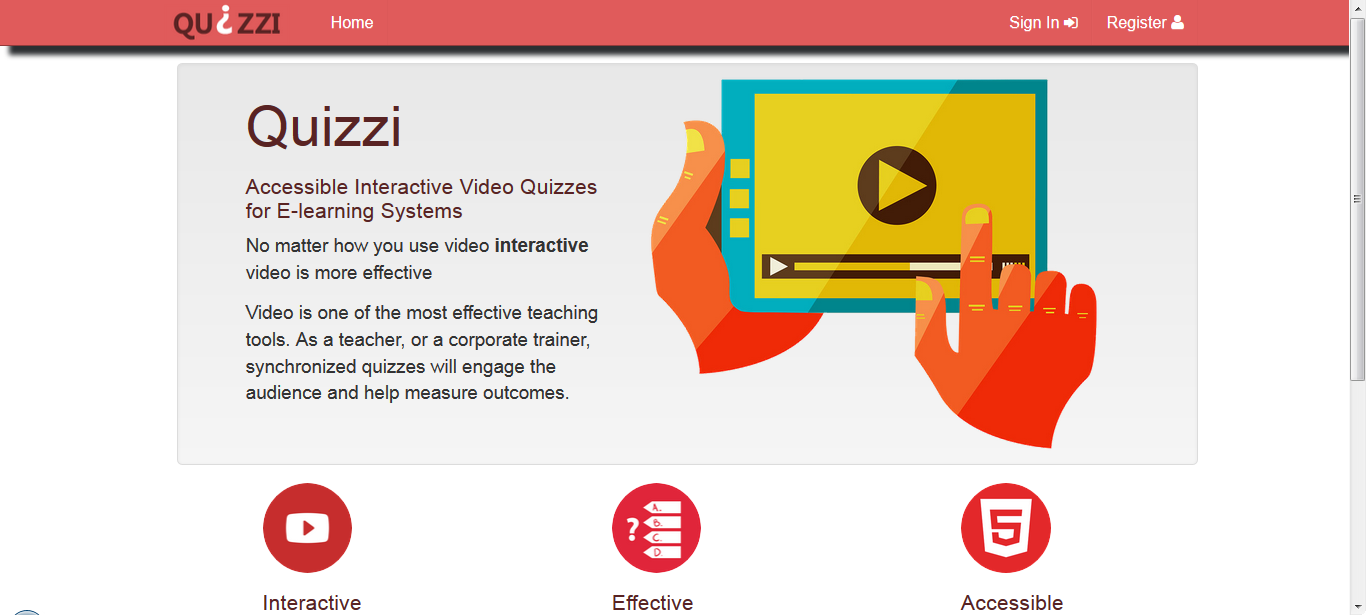 QU¿ZZI Home Sign In Register
Quizzi
Accessible Interactive Video Quizzes
for E-learning Systems
No matter how you use video interactive
video is more effective
Video is one of the most effective teaching
tools. As a teacher, or a corporate trainer,
synchronized quizzes will engage the
audience and help measure outcomes.
? A. B. C. D.
5
Interactive Effective Accessible